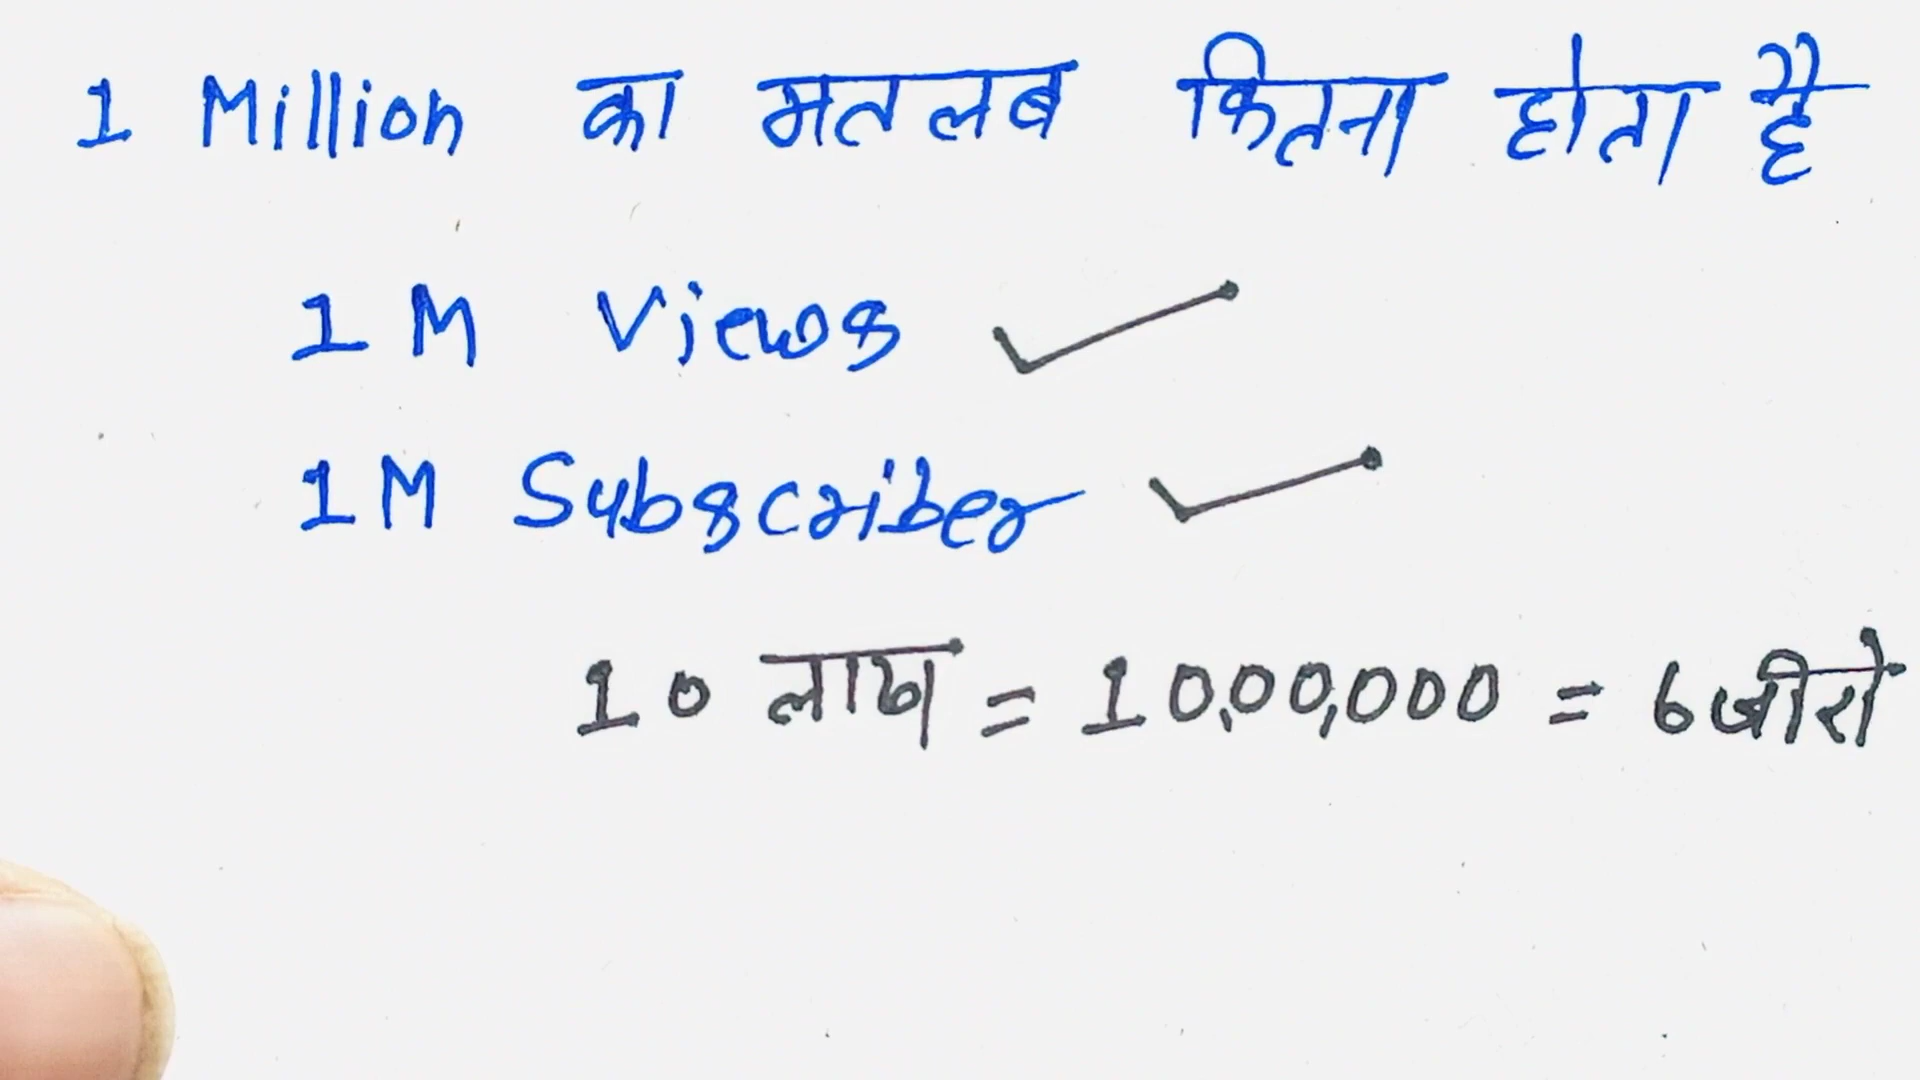 1 Million का मतलब कितना होता है
1 M Views
1 M Subscriber
10 लाख = 10,00,000 = 6 जीरो